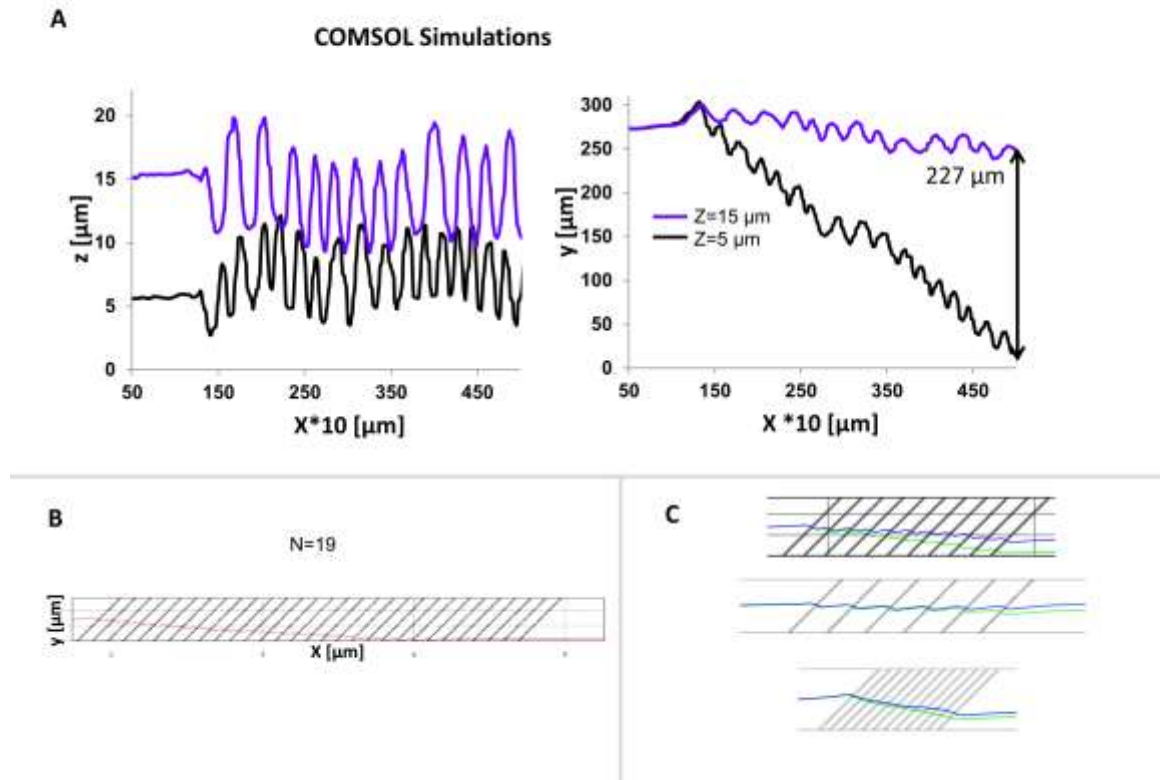 A
COMSOL Simulations
z [µm]
20
15
10
5
0
50 150 250 350 450
X*10 [µm]
y [µm]
300
250
200
150
100
50
0
227 µm
Z=15 µm
Z=5 µm
50 150 250 350 450
X *10 [µm]
B
N=19
y [µm]
X [µm]
C